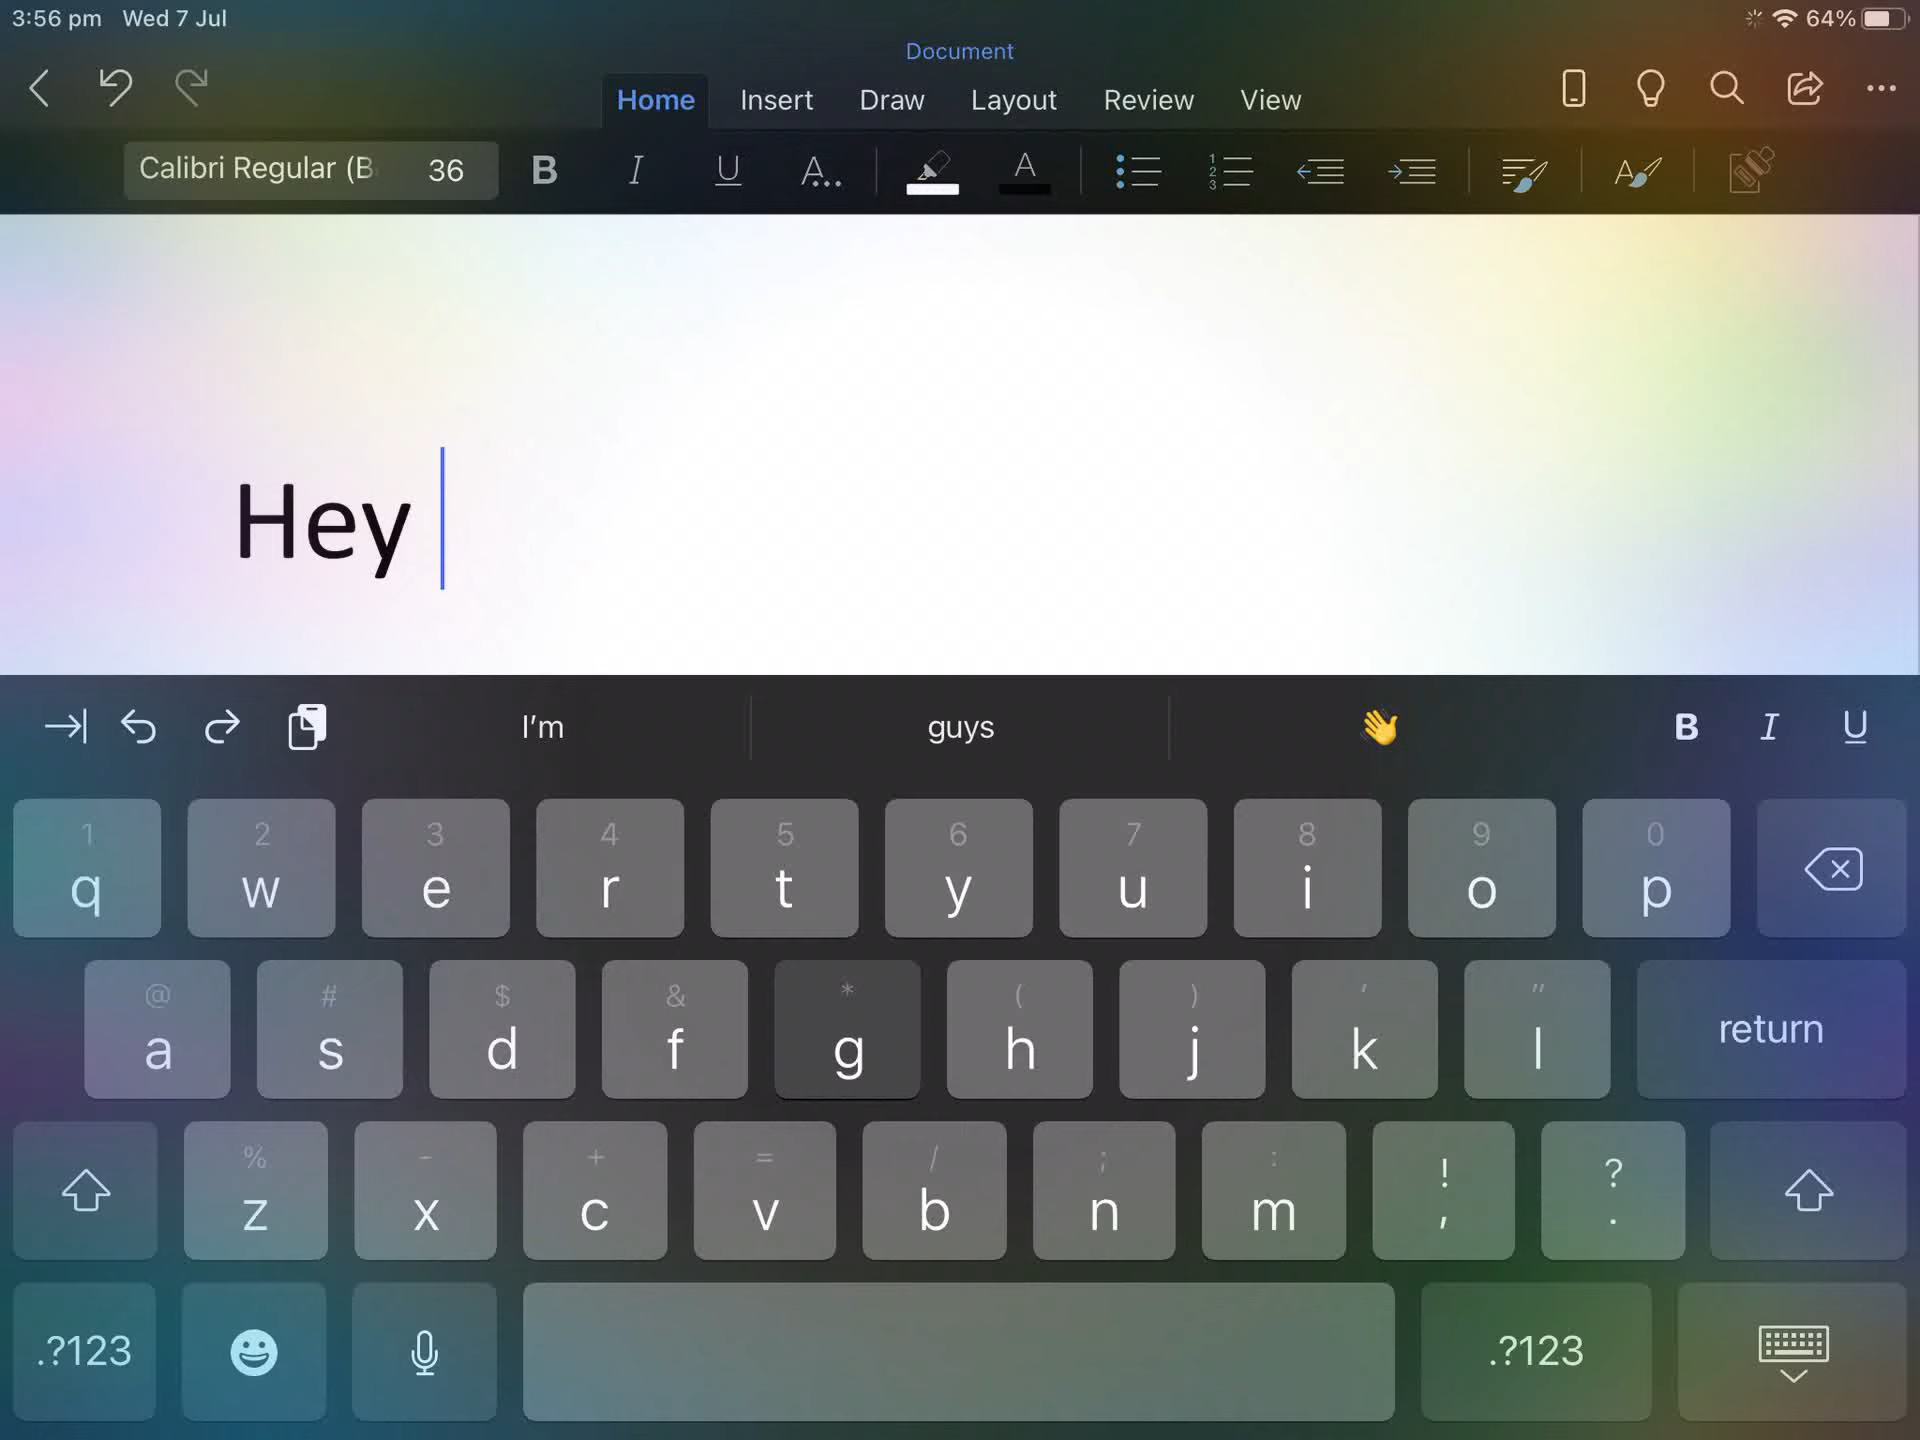 3:56 pm Wed 7 Jul 64%
Document
Home Insert Draw Layout Review View
Calibri Regular (B 36 B I U A... A
Hey
I'm guys 👋 B I U
1 2 3 4 5 6 7 8 9 0
q w e r t y u i o p
@ # $ & * ( ) ' "
a s d f g h j k l return
% - + = / ; : ! ?
z x c v b n m , .
.?123 .?123